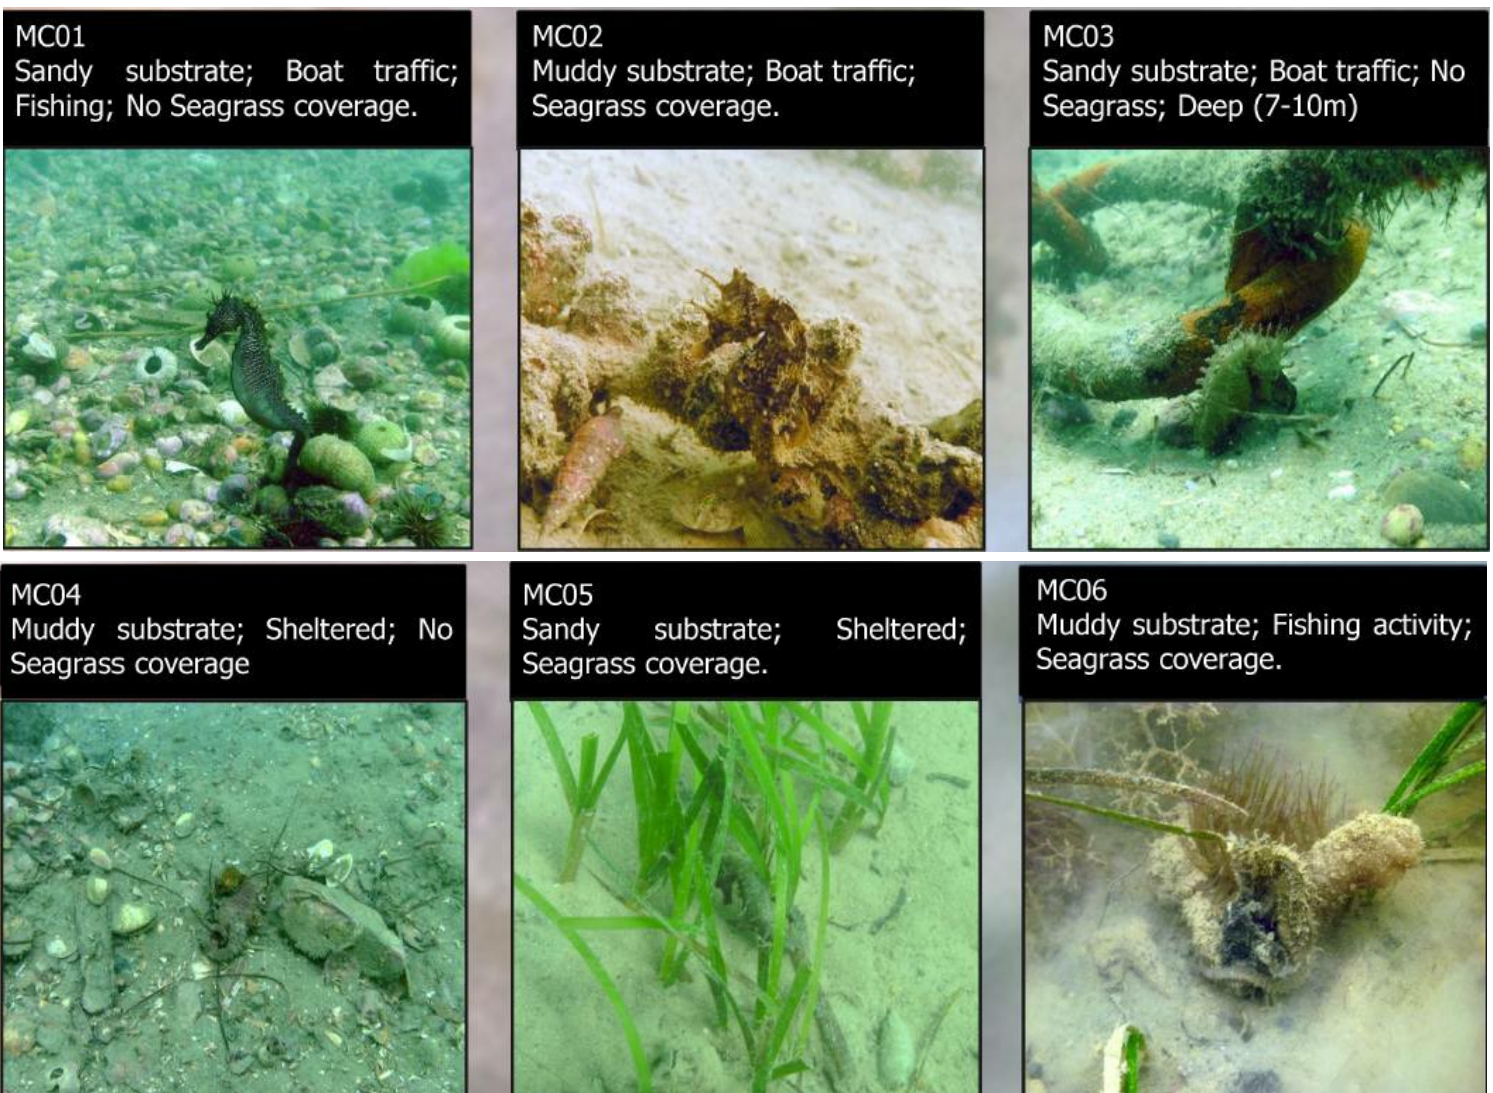 MC01
Sandy substrate; Boat traffic;
Fishing; No Seagrass coverage.
MC02
Muddy substrate; Boat traffic;
Seagrass coverage.
MC03
Sandy substrate; Boat traffic; No
Seagrass; Deep (7-10m)
MC04
Muddy substrate; Sheltered; No
Seagrass coverage
MC05
Sandy substrate; Sheltered;
Seagrass coverage.
MC06
Muddy substrate; Fishing activity;
Seagrass coverage.